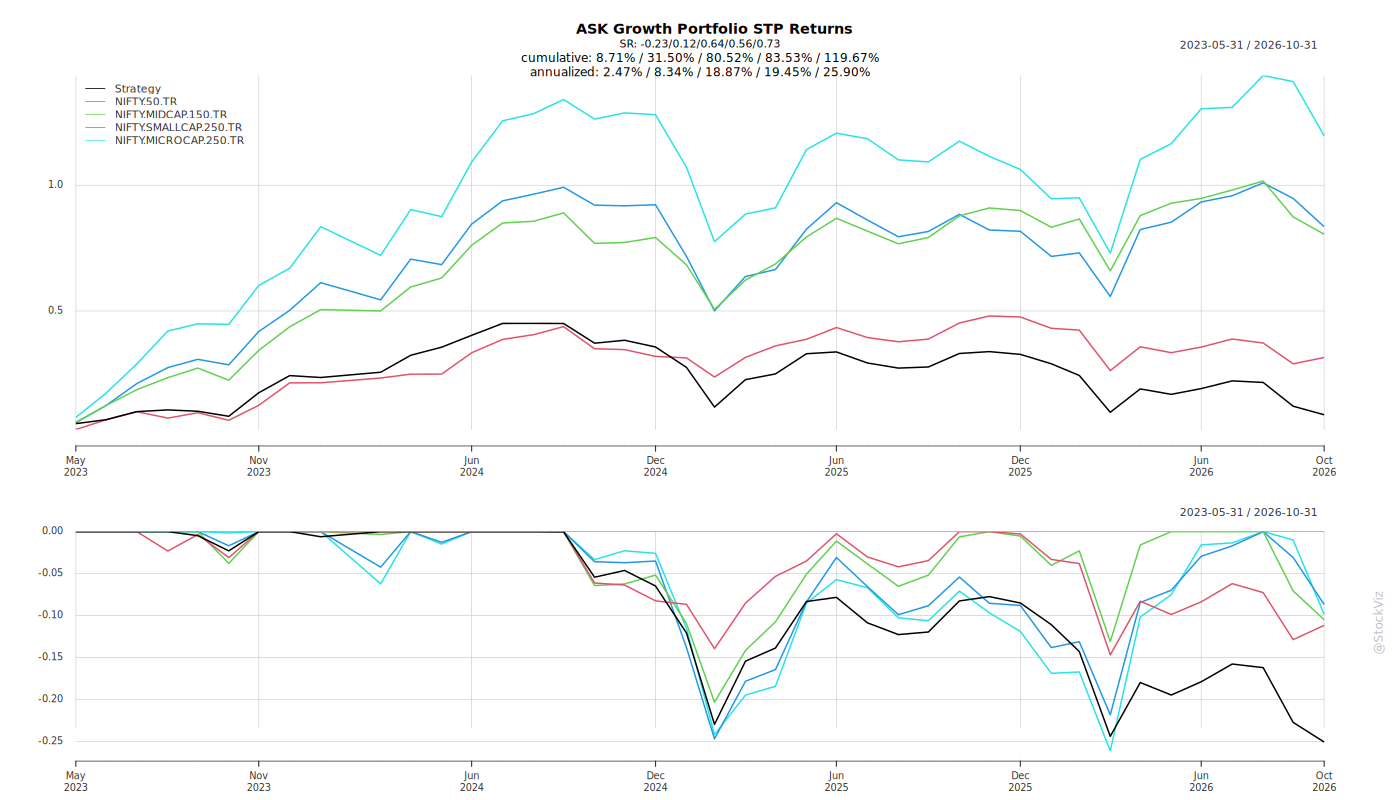 ASK Growth Portfolio STP Returns
SR: -0.23/0.12/0.64/0.56/0.73
2023-05-31 / 2026-10-31
cumulative: 8.71% / 31.50% / 80.52% / 83.53% / 119.67%
annualized: 2.47% / 8.34% / 18.87% / 19.45% / 25.90%
Strategy
NIFTY.50.TR
NIFTY.MIDCAP.150.TR
NIFTY.SMALLCAP.250.TR
NIFTY.MICROCAP.250.TR
1.0
0.5
May Nov Jun Dec Jun Dec Jun Oct
2023 2023 2024 2024 2025 2025 2026 2026
2023-05-31 / 2026-10-31
0.00
-0.05
-0.10
-0.15
-0.20
-0.25
May Nov Jun Dec Jun Dec Jun Oct
2023 2023 2024 2024 2025 2025 2026 2026
@StockViz